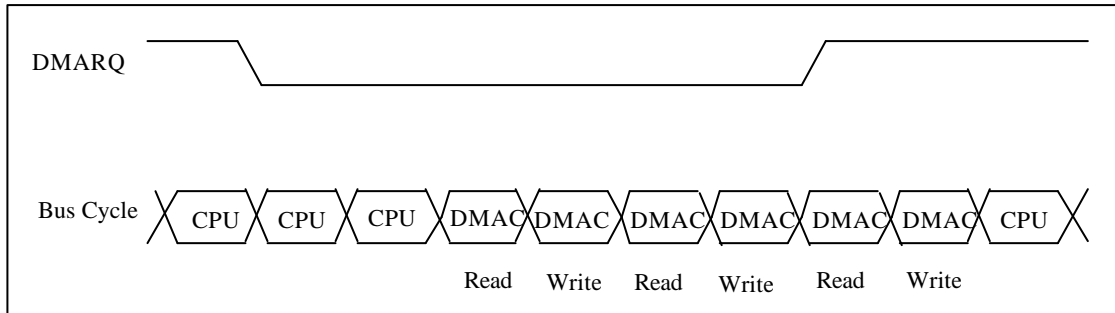 DMARQ
Bus Cycle CPU CPU CPU DMAC DMAC DMAC DMAC DMAC DMAC CPU
Read Write Read Write Read Write